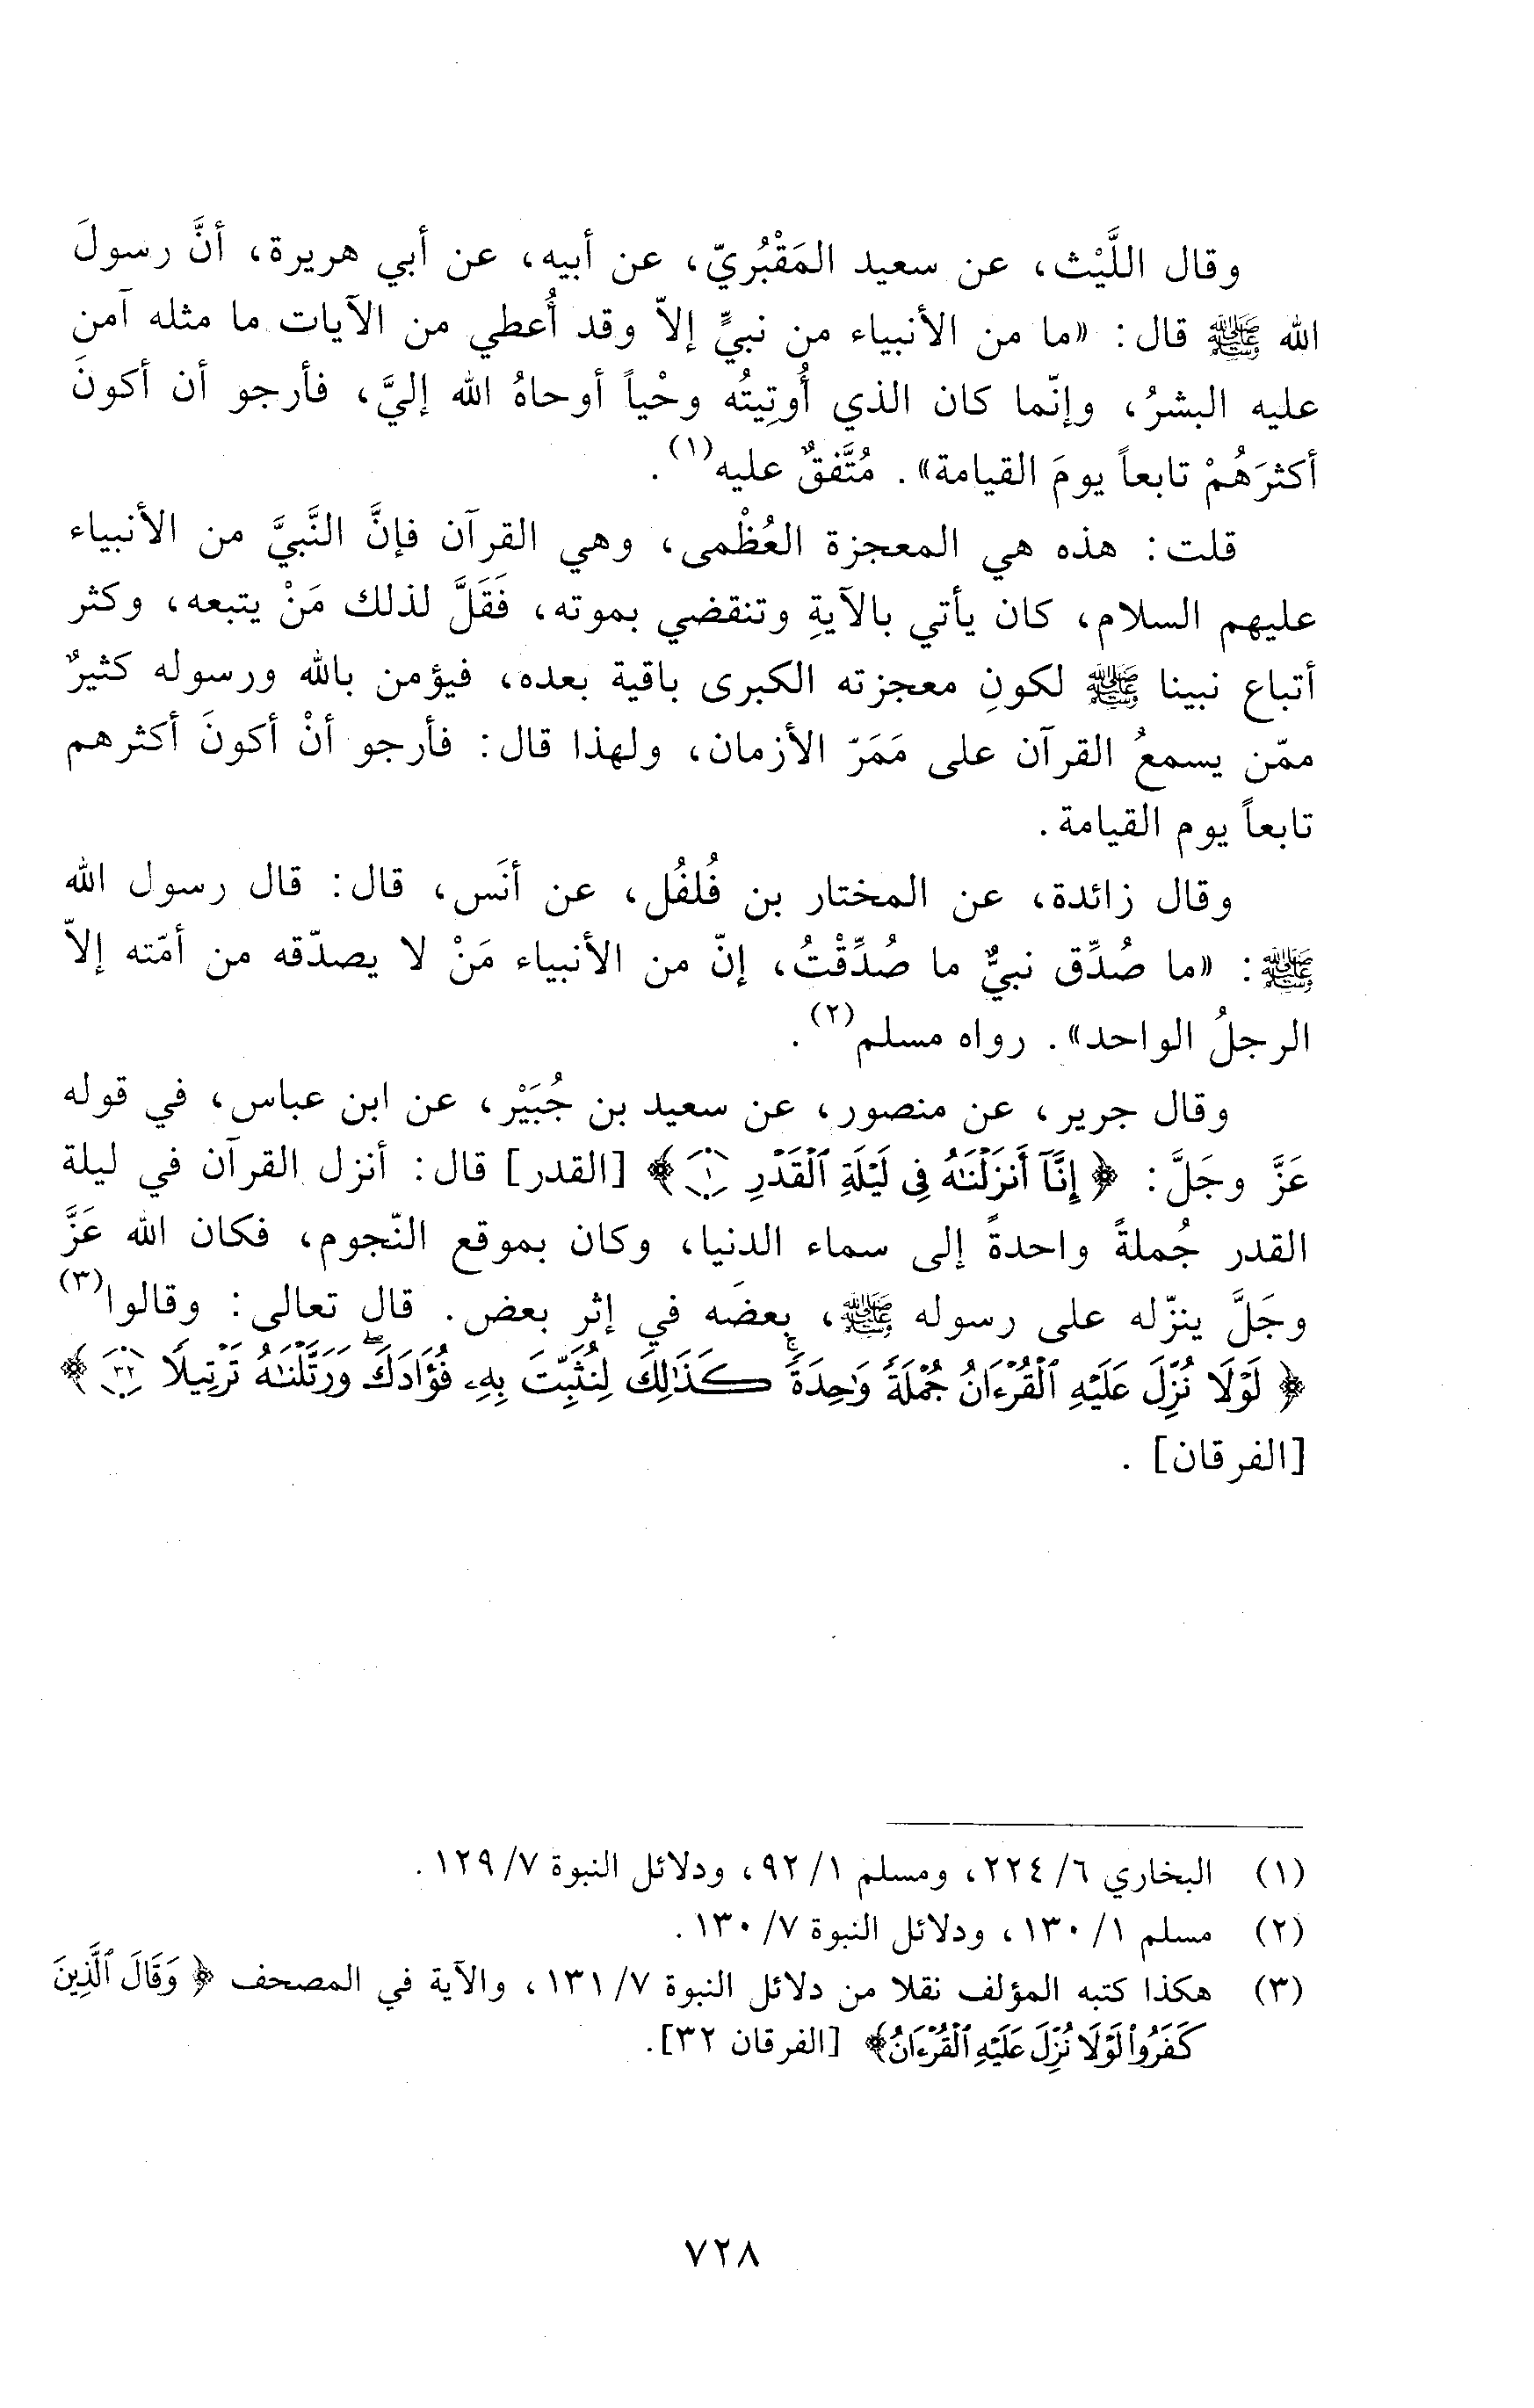 وقال اللَّيْث، عن سعيد المَقْبُريّ، عن أبيه، عن أبي هريرة، أنَّ رسولَ
الله ﷺ قال: «ما من الأنبياء من نبيٍّ إلاّ وقد أُعطي من الآيات ما مثله آمن
عليه البشرُ، وإنّما كان الذي أُوتِيتُه وحْياً أوحاهُ الله إليَّ، فأرجو أن أكونَ
أكثرَهُمْ تابعاً يومَ القيامة». مُتَّفقٌ عليه(١).
قلت: هذه هي المعجزة العُظْمى، وهي القرآن فإنَّ النَّبيَّ من الأنبياء
عليهم السلام، كان يأتي بالآيةِ وتنقضي بموته، فَقَلَّ لذلك مَنْ يتبعه، وكثر
أتباع نبينا ﷺ لكونِ معجزته الكبرى باقية بعده، فيؤمن بالله ورسوله كثيرٌ
ممّن يسمعُ القرآن على مَمَرّ الأزمان، ولهذا قال: فأرجو أنْ أكونَ أكثرهم
تابعاً يوم القيامة.
وقال زائدة، عن المختار بن فُلفُل، عن أنَس، قال: قال رسول الله
ﷺ: «ما صُدِّق نبيٌّ ما صُدِّقْتُ، إنّ من الأنبياء مَنْ لا يصدّقه من أمّته إلاّ
الرجلُ الواحد». رواه مسلم(٢).
وقال جرير، عن منصور، عن سعيد بن جُبَيْر، عن ابن عباس، في قوله
عَزَّ وجَلَّ: ﴿ إِنَّآ أَنزَلْنَٰهُ فِى لَيْلَةِ ٱلْقَدْرِ ١ ﴾ [القدر] قال: أنزل القرآن في ليلة
القدر جُملةً واحدةً إلى سماء الدنيا، وكان بموقع النّجوم، فكان الله عَزَّ
وجَلَّ ينزّله على رسوله ﷺ، بعضَه في إثر بعض. قال تعالى: وقالوا(٣)
﴿ لَوْلَا نُزِّلَ عَلَيْهِ ٱلْقُرْءَانُ جُمْلَةً وَٰحِدَةً ۚ كَذَٰلِكَ لِنُثَبِّتَ بِهِۦ فُؤَادَكَ ۖ وَرَتَّلْنَٰهُ تَرْتِيلًا ٣٢ ﴾
[الفرقان].
(١) البخاري ٦/ ٢٢٤، ومسلم ١/ ٩٢، ودلائل النبوة ٧/ ١٢٩.
(٢) مسلم ١/ ١٣٠، ودلائل النبوة ٧/ ١٣٠.
(٣) هكذا كتبه المؤلف نقلا من دلائل النبوة ٧/ ١٣١، والآية في المصحف ﴿ وَقَالَ ٱلَّذِينَ
كَفَرُوا۟ لَوْلَا نُزِّلَ عَلَيْهِ ٱلْقُرْءَانُ﴾ [الفرقان ٣٢].
٧٢٨